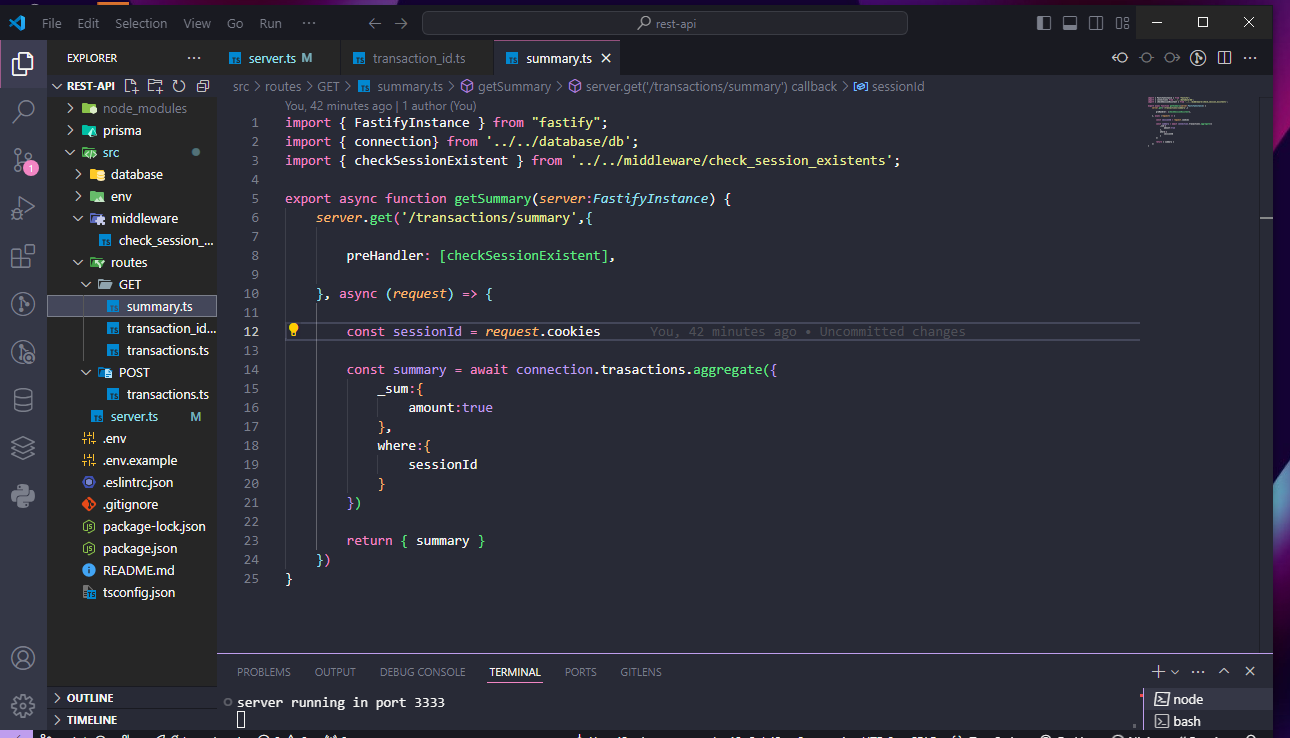 File Edit Selection View Go Run ··· rest-api
EXPLORER ···
server.ts M transaction_id.ts summary.ts
REST-API
src > routes > GET > summary.ts > getSummary > server.get('/transactions/summary') callback > sessionId
node_modules
prisma
src
database
env
middleware
check_session_...
routes
GET
summary.ts
transaction_id...
transactions.ts
POST
transactions.ts
server.ts M
.env
.env.example
.eslintrc.json
.gitignore
package-lock.json
package.json
README.md
tsconfig.json
OUTLINE
TIMELINE
1
You, 42 minutes ago | 1 author (You)
1 import { FastifyInstance } from "fastify";
2 import { connection} from '../../database/db';
3 import { checkSessionExistent } from '../../middleware/check_session_existents';
4
5 export async function getSummary(server:FastifyInstance) {
6 server.get('/transactions/summary',{
7
8 preHandler: [checkSessionExistent],
9
10 }, async (request) => {
11
12 const sessionId = request.cookies You, 42 minutes ago • Uncommitted changes
13
14 const summary = await connection.trasactions.aggregate({
15 _sum:{
16 amount:true
17 },
18 where:{
19 sessionId
20 }
21 })
22
23 return { summary }
24 })
25 }
PROBLEMS OUTPUT DEBUG CONSOLE TERMINAL PORTS GITLENS
server running in port 3333
node
bash